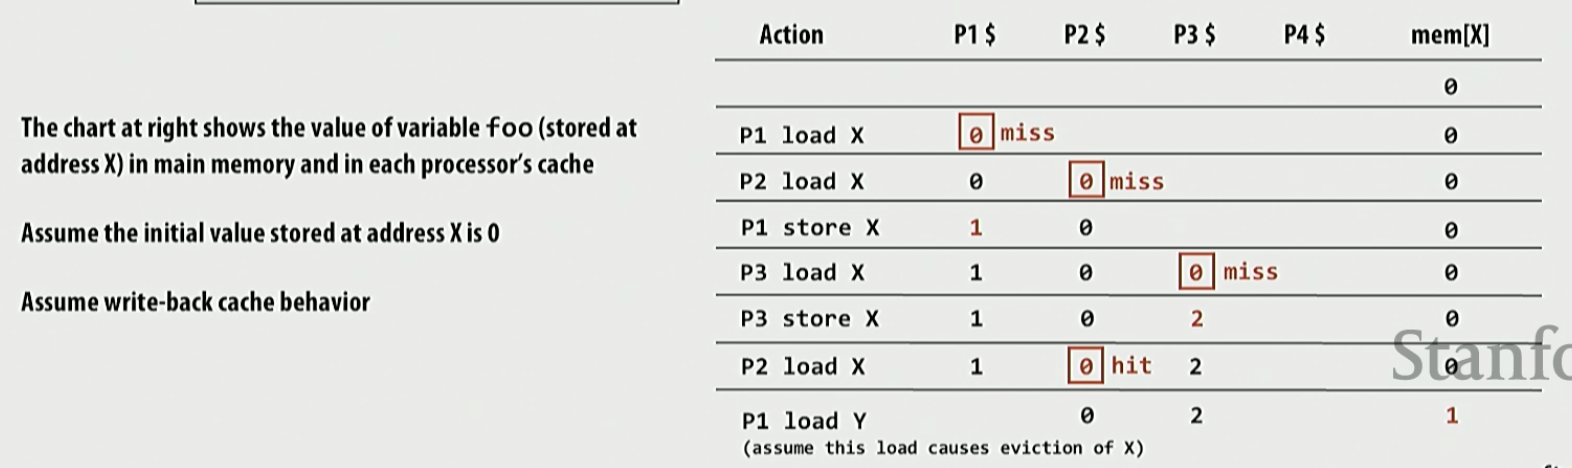 Action P1 $ P2 $ P3 $ P4 $ mem[X]
0
The chart at right shows the value of variable foo (stored at
address X) in main memory and in each processor's cache
Assume the initial value stored at address X is 0
Assume write-back cache behavior
P1 load X 0 miss 0
P2 load X 0 0 miss 0
P1 store X 1 0 0
P3 load X 1 0 0 miss 0
P3 store X 1 0 2 0
P2 load X 1 0 hit 2 0
P1 load Y 0 2 1
(assume this load causes eviction of X)